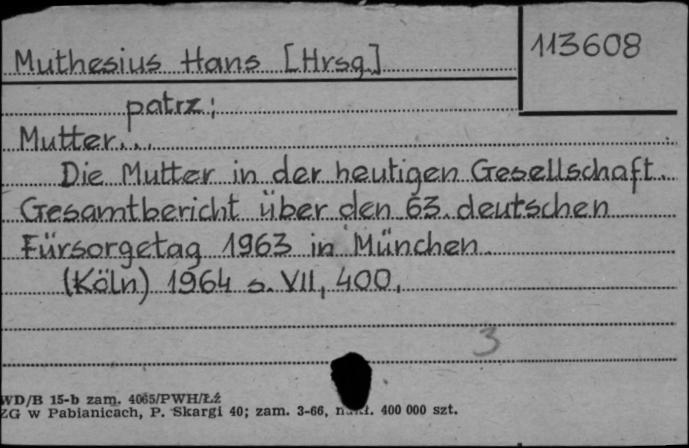 Muthesius Hans [Hrsg.]
113608
patrz:
Mutter...
Die Mutter in der heutigen Gesellschaft.
Gesamtbericht über den 63. deutschen
Fürsorgetag 1963 in München.
(Köln) 1964 s. VII, 400.
3
WD/B 15-b zam. 4065/PWH/Łź
ZG w Pabianicach, P. Skargi 40; zam. 3-66, 400 000 szt.